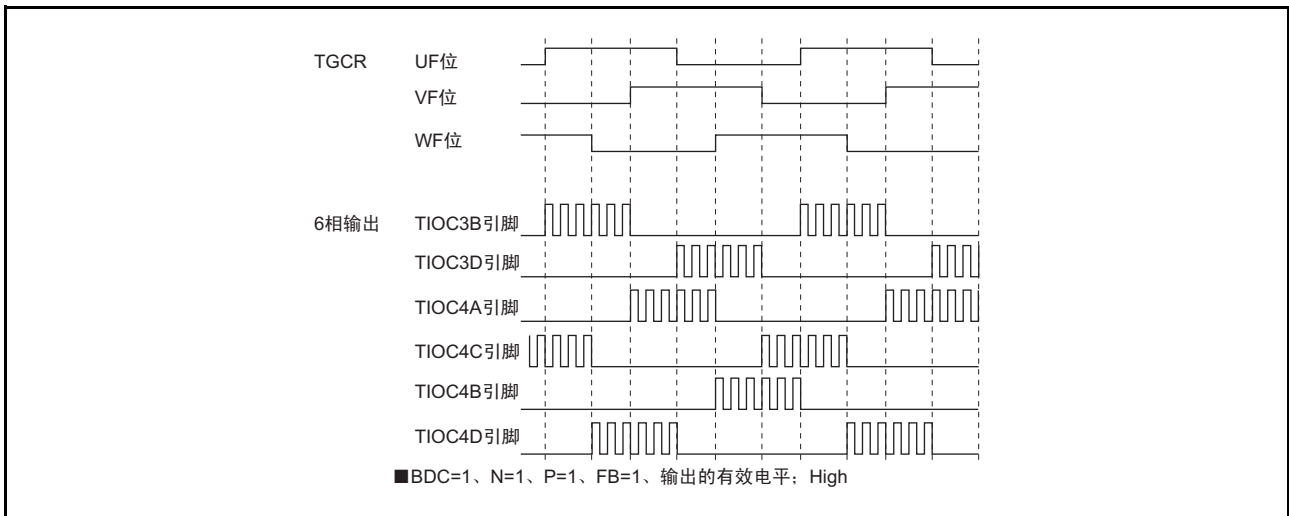 TGCR UF位
VF位
WF位
6相输出 TIOC3B引脚
TIOC3D引脚
TIOC4A引脚
TIOC4C引脚
TIOC4B引脚
TIOC4D引脚
■BDC=1、N=1、P=1、FB=1、输出的有效电平；High